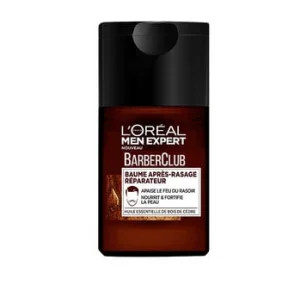 L'ORÉAL
MEN EXPERT
NOUVEAU
BARBERCLUB
BAUME APRÈS-RASAGE
RÉPARATEUR
APAISE LE FEU DU RASOIR
NOURRIT & FORTIFIE
LA PEAU
HUILE ESSENTIELLE DE BOIS DE CÈDRE